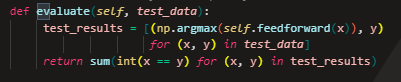 def evaluate(self, test_data):
    test_results = [(np.argmax(self.feedforward(x)), y)
                    for (x, y) in test_data]
    return sum(int(x == y) for (x, y) in test_results)